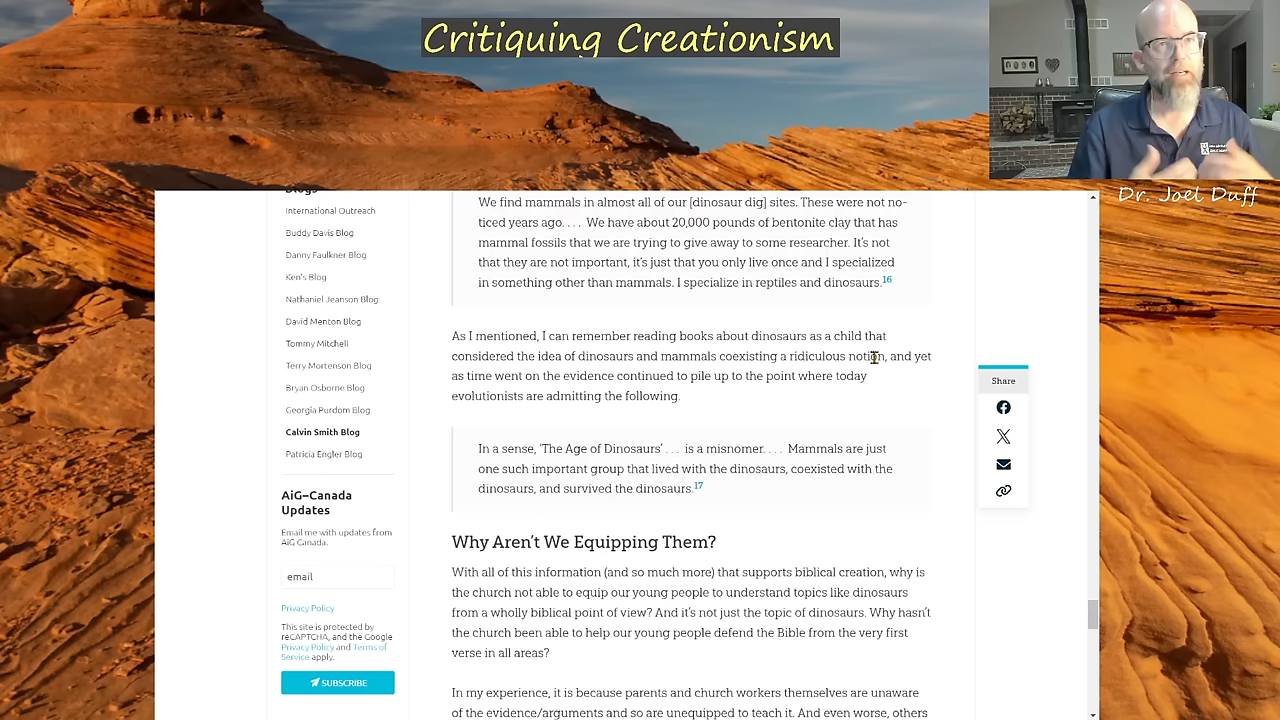 Critiquing Creationism
Dr. Joel Duff
Blogs
International Outreach
Buddy Davis Blog
Danny Faulkner Blog
Ken's Blog
Nathaniel Jeanson Blog
David Menton Blog
Tommy Mitchell
Terry Mortenson Blog
Bryan Osborne Blog
Georgia Purdom Blog
Calvin Smith Blog
Patricia Engler Blog
AiG–Canada
Updates
Email me with updates from
AiG Canada.
email
Privacy Policy
This site is protected by
reCAPTCHA, and the Google
Privacy Policy and Terms of
Service apply.
SUBSCRIBE
We find mammals in almost all of our [dinosaur dig] sites. These were not no-
ticed years ago. . . . We have about 20,000 pounds of bentonite clay that has
mammal fossils that we are trying to give away to some researcher. It's not
that they are not important, it's just that you only live once and I specialized
in something other than mammals. I specialize in reptiles and dinosaurs.16
As I mentioned, I can remember reading books about dinosaurs as a child that
considered the idea of dinosaurs and mammals coexisting a ridiculous notion, and yet
as time went on the evidence continued to pile up to the point where today
evolutionists are admitting the following.
In a sense, 'The Age of Dinosaurs' . . . is a misnomer. . . . Mammals are just
one such important group that lived with the dinosaurs, coexisted with the
dinosaurs, and survived the dinosaurs.17
Why Aren't We Equipping Them?
With all of this information (and so much more) that supports biblical creation, why is
the church not able to equip our young people to understand topics like dinosaurs
from a wholly biblical point of view? And it's not just the topic of dinosaurs. Why hasn't
the church been able to help our young people defend the Bible from the very first
verse in all areas?
In my experience, it is because parents and church workers themselves are unaware
of the evidence/arguments and so are unequipped to teach it. And even worse, others
Share